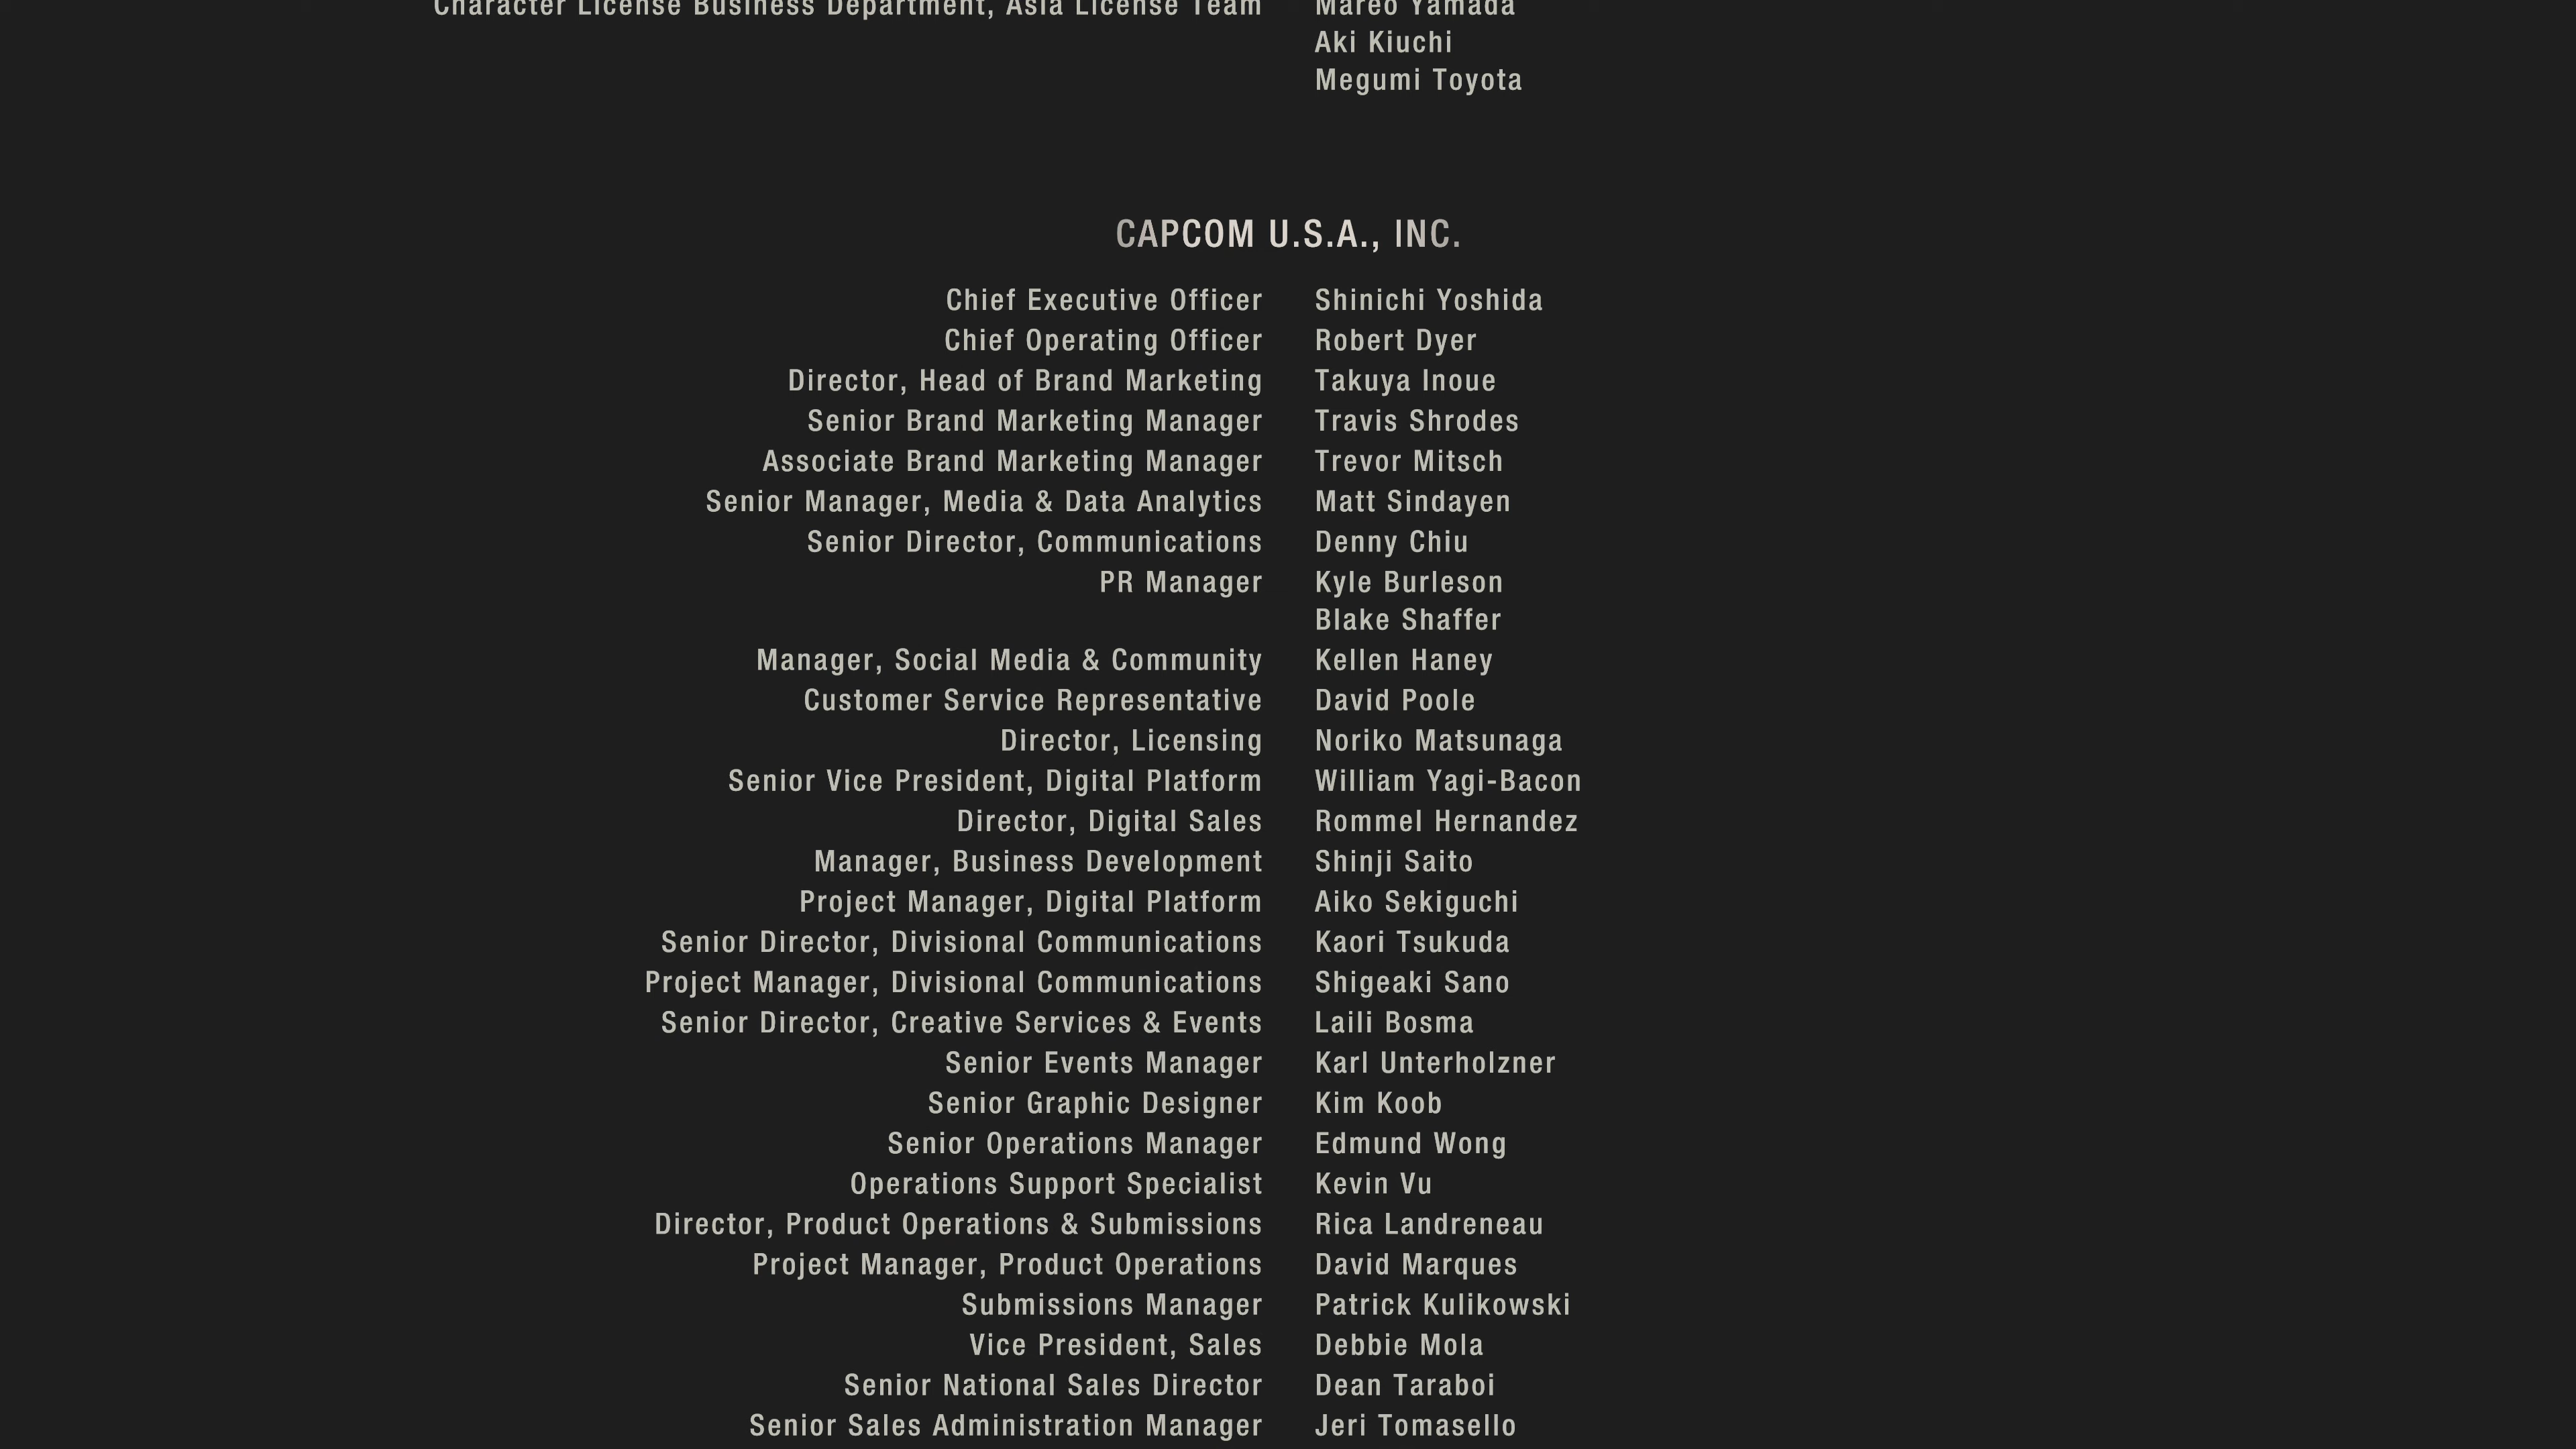 Character License Business Department, Asia License Team Mareo Yamada
Aki Kiuchi
Megumi Toyota
CAPCOM U.S.A., INC.
Chief Executive Officer Shinichi Yoshida
Chief Operating Officer Robert Dyer
Director, Head of Brand Marketing Takuya Inoue
Senior Brand Marketing Manager Travis Shrodes
Associate Brand Marketing Manager Trevor Mitsch
Senior Manager, Media & Data Analytics Matt Sindayen
Senior Director, Communications Denny Chiu
PR Manager Kyle Burleson
Blake Shaffer
Manager, Social Media & Community Kellen Haney
Customer Service Representative David Poole
Director, Licensing Noriko Matsunaga
Senior Vice President, Digital Platform William Yagi-Bacon
Director, Digital Sales Rommel Hernandez
Manager, Business Development Shinji Saito
Project Manager, Digital Platform Aiko Sekiguchi
Senior Director, Divisional Communications Kaori Tsukuda
Project Manager, Divisional Communications Shigeaki Sano
Senior Director, Creative Services & Events Laili Bosma
Senior Events Manager Karl Unterholzner
Senior Graphic Designer Kim Koob
Senior Operations Manager Edmund Wong
Operations Support Specialist Kevin Vu
Director, Product Operations & Submissions Rica Landreneau
Project Manager, Product Operations David Marques
Submissions Manager Patrick Kulikowski
Vice President, Sales Debbie Mola
Senior National Sales Director Dean Taraboi
Senior Sales Administration Manager Jeri Tomasello